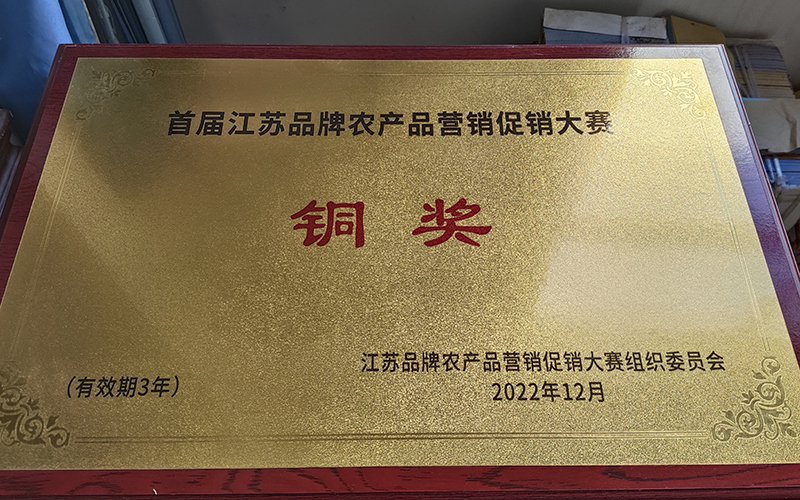 首届江苏品牌农产品营销促销大赛
铜奖
江苏品牌农产品营销促销大赛组织委员会
（有效期3年）
2022年12月